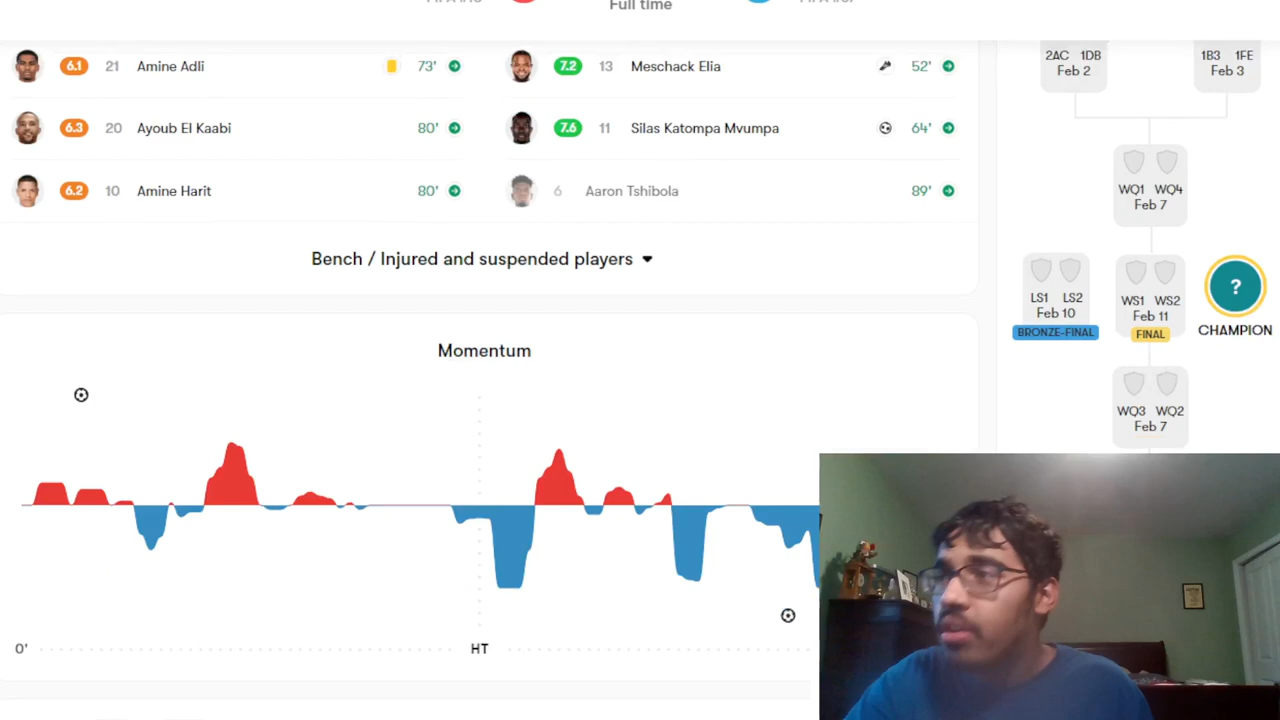 Full time
6.1 21 Amine Adli 73'
7.2 13 Meschack Elia 52'
6.3 20 Ayoub El Kaabi 80'
7.6 11 Silas Katompa Mvumpa 64'
6.2 10 Amine Harit 80'
6 Aaron Tshibola 89'
Bench / Injured and suspended players
Momentum
0'
HT
2AC 1DB
Feb 2
1B3 1FE
Feb 3
WQ1 WQ4
Feb 7
LS1 LS2
Feb 10
BRONZE-FINAL
WS1 WS2
Feb 11
FINAL
?
CHAMPION
WQ3 WQ2
Feb 7